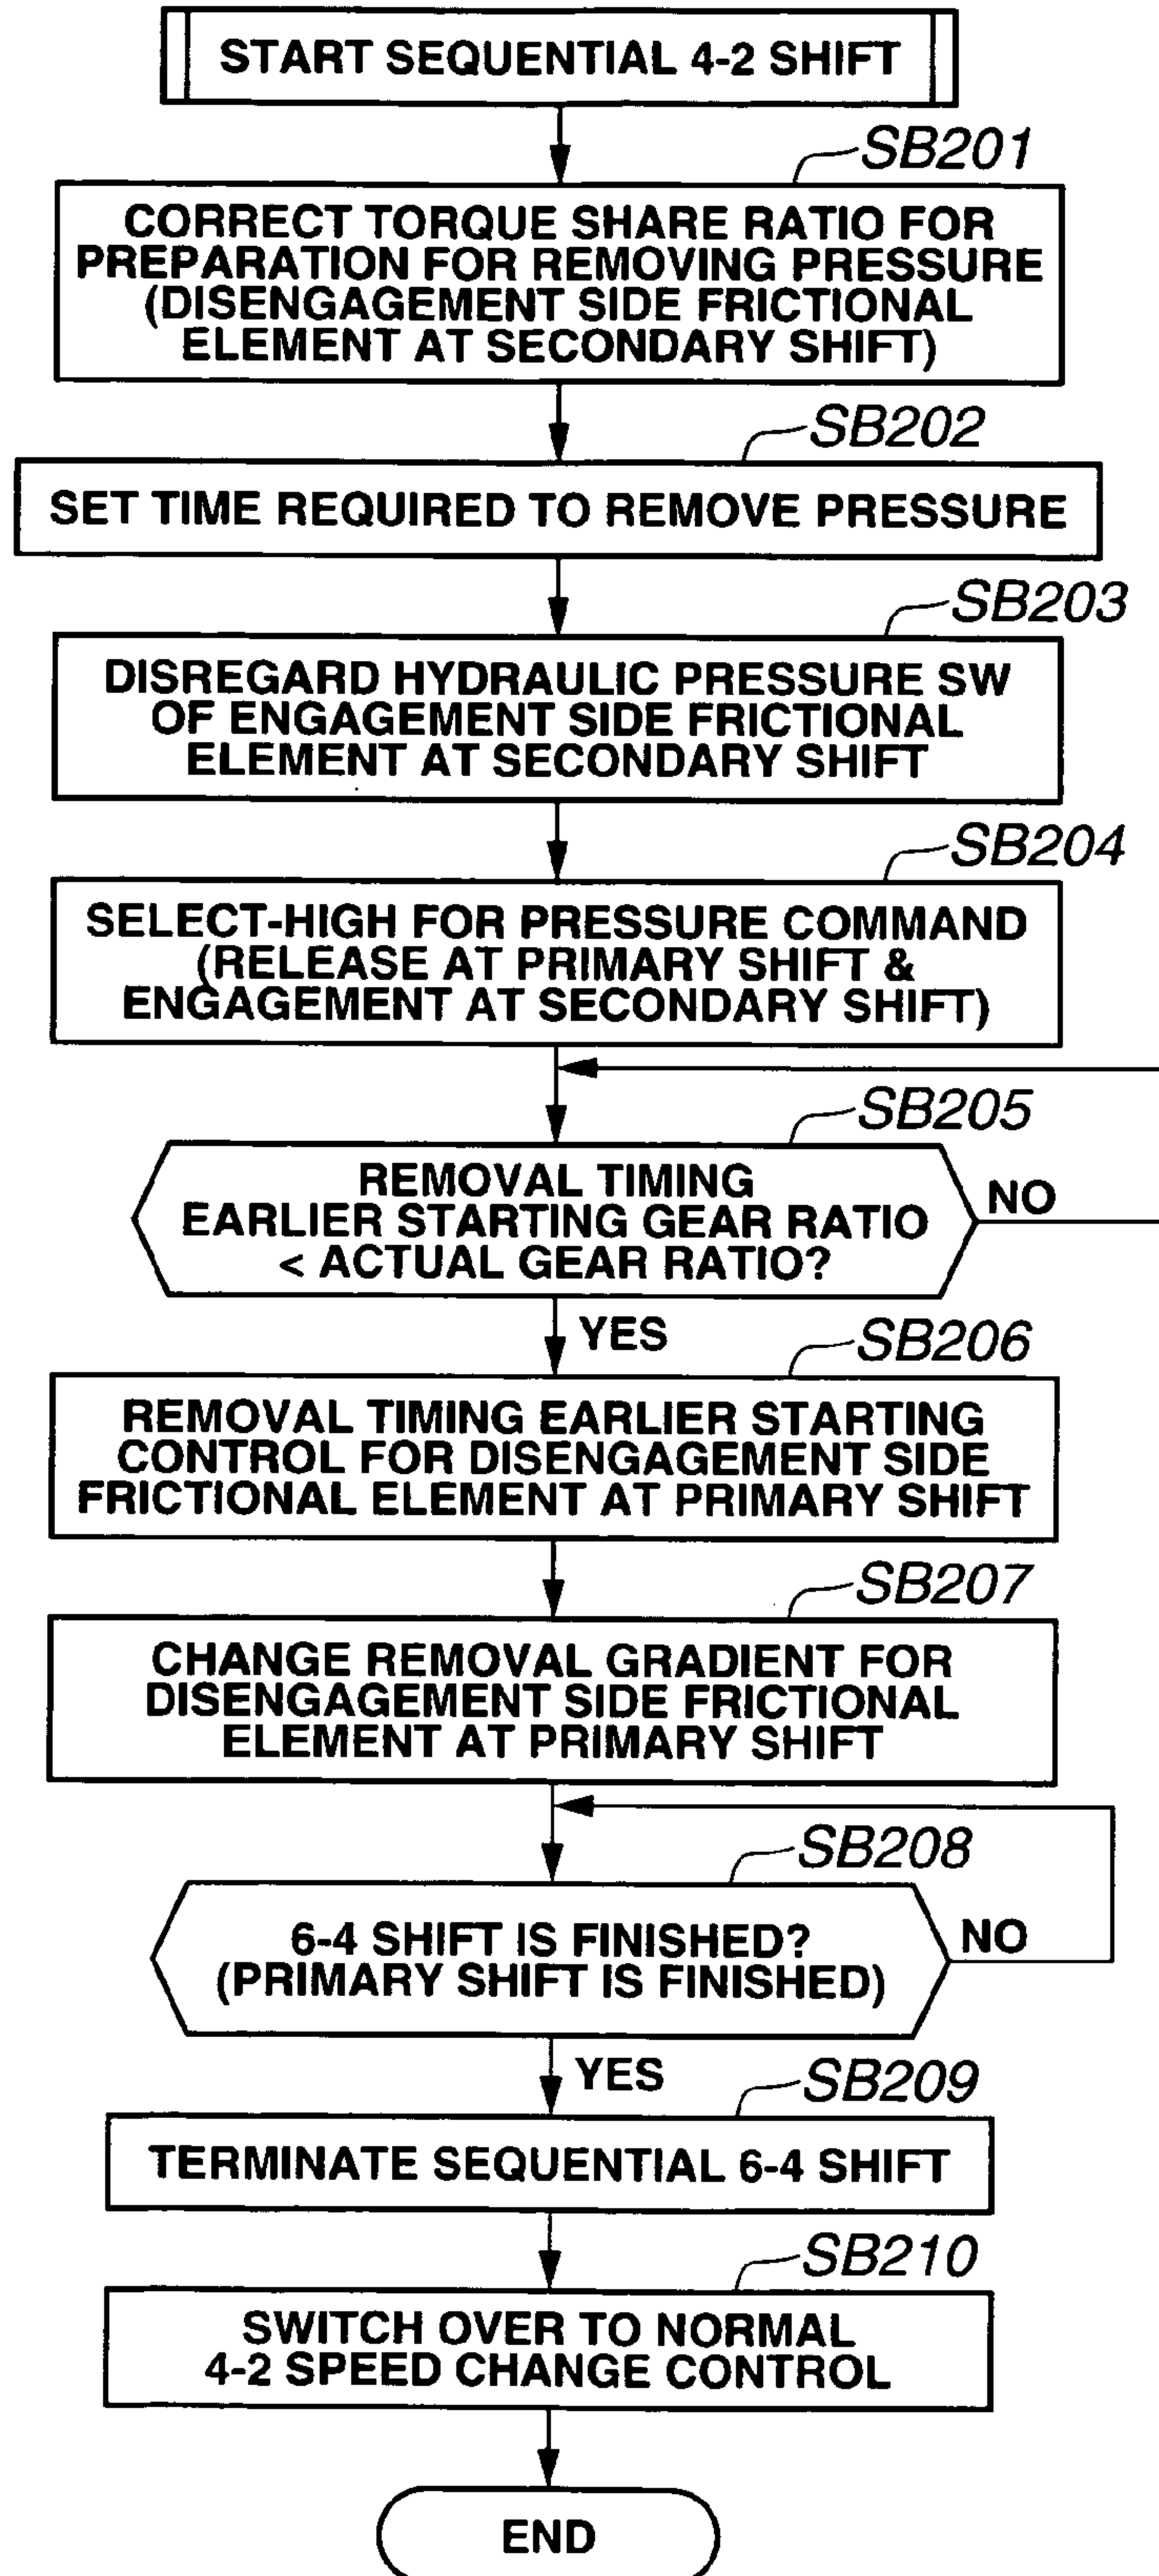 START SEQUENTIAL 4-2 SHIFT
SB201
CORRECT TORQUE SHARE RATIO FOR
PREPARATION FOR REMOVING PRESSURE
(DISENGAGEMENT SIDE FRICTIONAL
ELEMENT AT SECONDARY SHIFT)
SB202
SET TIME REQUIRED TO REMOVE PRESSURE
SB203
DISREGARD HYDRAULIC PRESSURE SW
OF ENGAGEMENT SIDE FRICTIONAL
ELEMENT AT SECONDARY SHIFT
SB204
SELECT-HIGH FOR PRESSURE COMMAND
(RELEASE AT PRIMARY SHIFT &
ENGAGEMENT AT SECONDARY SHIFT)
SB205
REMOVAL TIMING
EARLIER STARTING GEAR RATIO
< ACTUAL GEAR RATIO?
NO
YES
SB206
REMOVAL TIMING EARLIER STARTING
CONTROL FOR DISENGAGEMENT SIDE
FRICTIONAL ELEMENT AT PRIMARY SHIFT
SB207
CHANGE REMOVAL GRADIENT FOR
DISENGAGEMENT SIDE FRICTIONAL
ELEMENT AT PRIMARY SHIFT
SB208
6-4 SHIFT IS FINISHED?
(PRIMARY SHIFT IS FINISHED)
NO
YES
SB209
TERMINATE SEQUENTIAL 6-4 SHIFT
SB210
SWITCH OVER TO NORMAL
4-2 SPEED CHANGE CONTROL
END